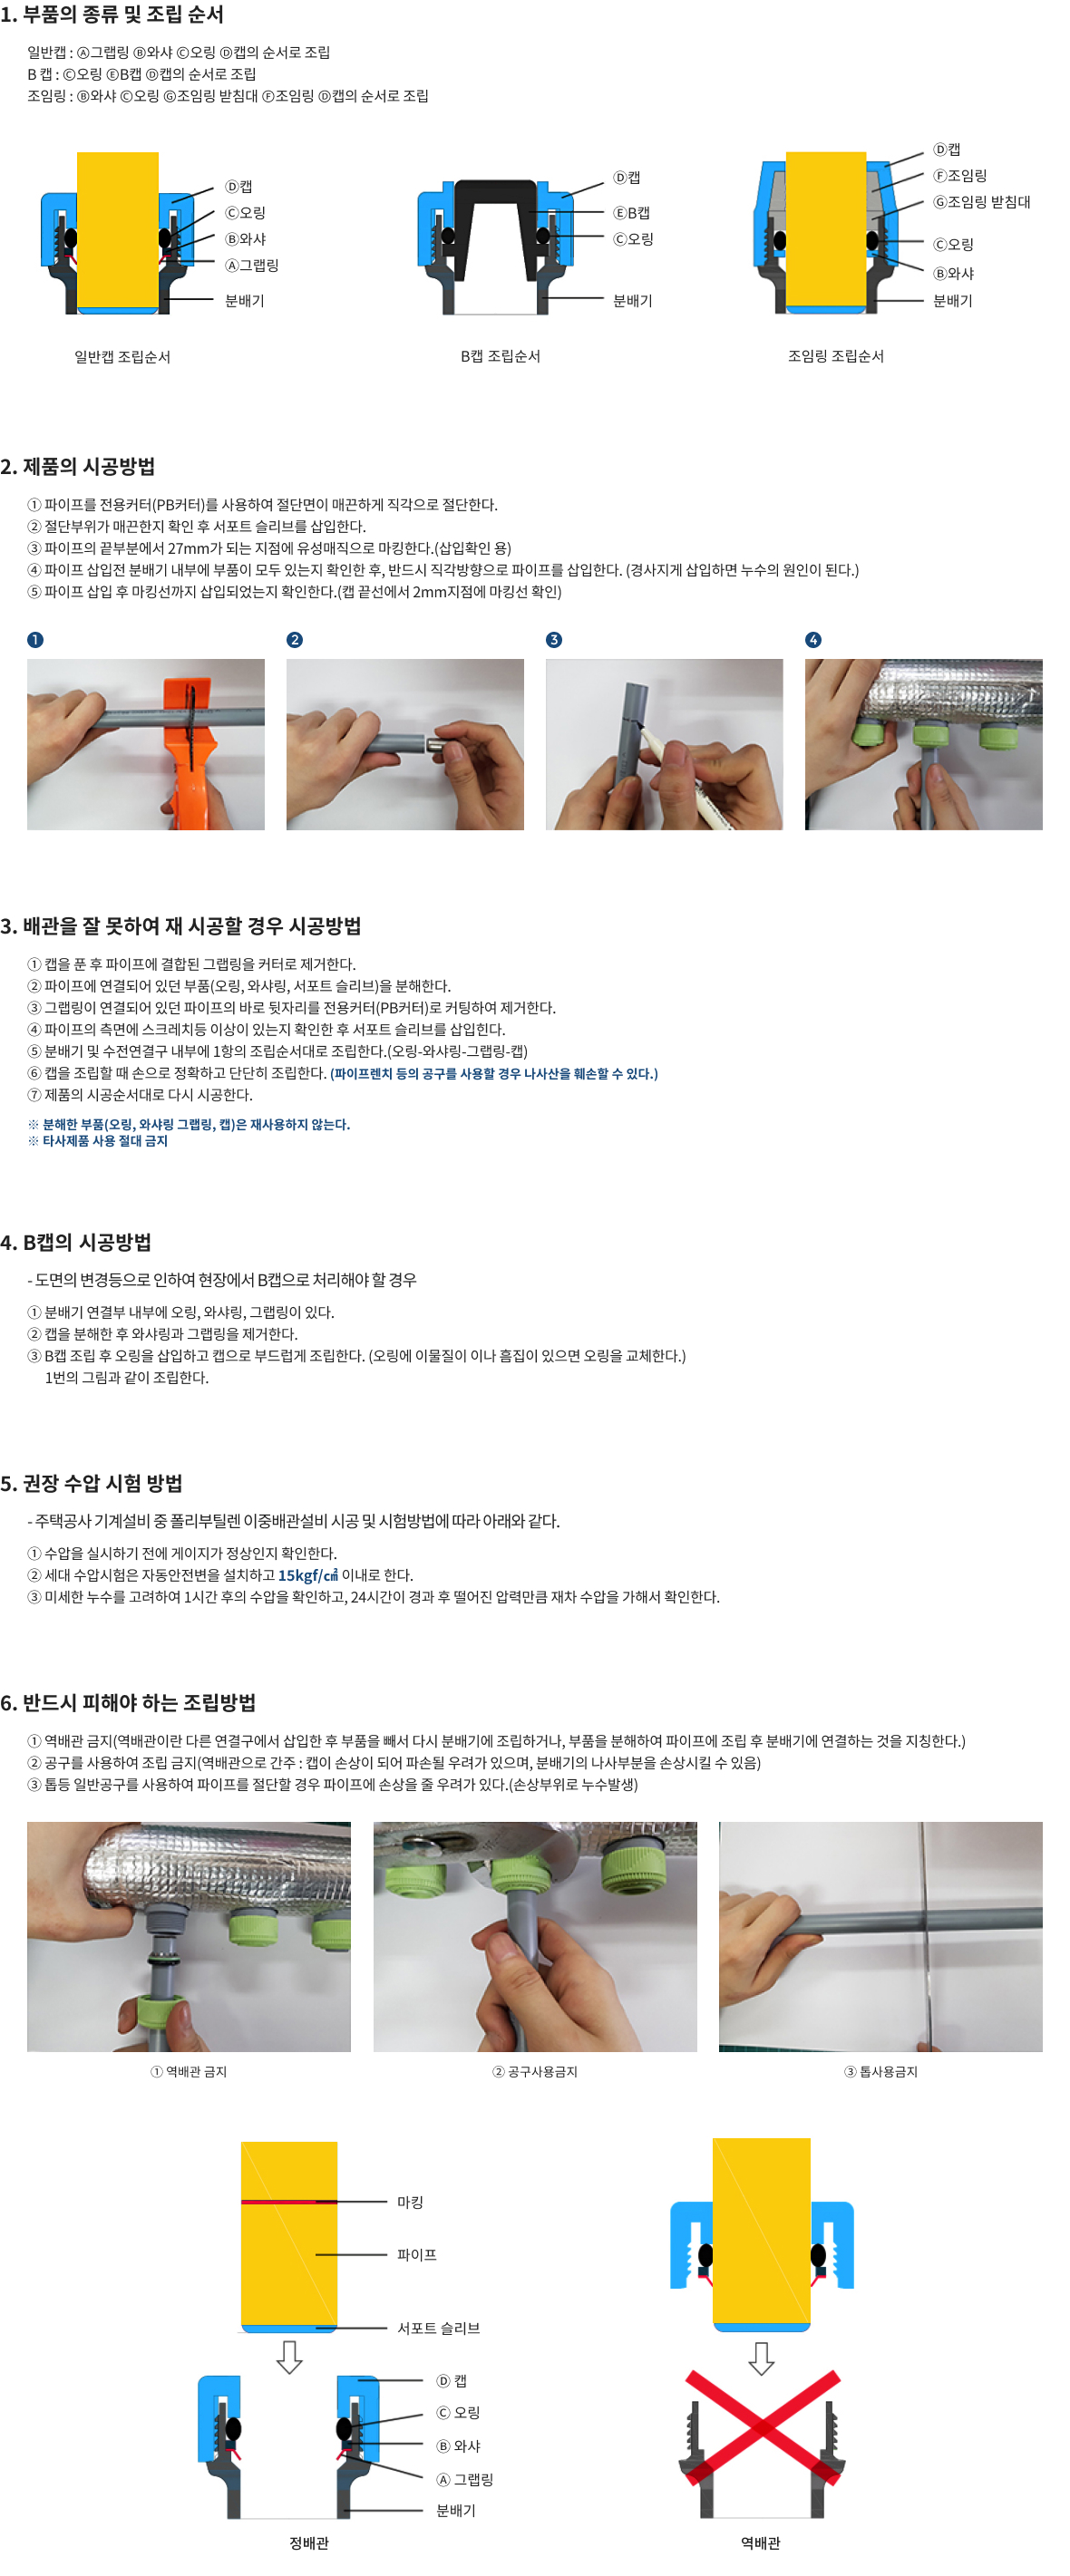 1. 부품의 종류 및 조립 순서
일반캡 : Ⓐ그랩링 Ⓑ와샤 Ⓒ오링 Ⓓ캡의 순서로 조립
B 캡 : Ⓒ오링 ⒺB캡 Ⓓ캡의 순서로 조립
조임링 : Ⓑ와샤 Ⓒ오링 Ⓖ조임링 받침대 Ⓕ조임링 Ⓓ캡의 순서로 조립
Ⓓ캡
Ⓒ오링
Ⓑ와샤
Ⓐ그랩링
분배기
일반캡 조립순서
Ⓓ캡
ⒺB캡
Ⓒ오링
분배기
B캡 조립순서
Ⓓ캡
Ⓕ조임링
Ⓖ조임링 받침대
Ⓒ오링
Ⓑ와샤
분배기
조임링 조립순서
2. 제품의 시공방법
① 파이프를 전용커터(PB커터)를 사용하여 절단면이 매끈하게 직각으로 절단한다.
② 절단부위가 매끈한지 확인 후 서포트 슬리브를 삽입한다.
③ 파이프의 끝부분에서 27mm가 되는 지점에 유성매직으로 마킹한다.(삽입확인 용)
④ 파이프 삽입전 분배기 내부에 부품이 모두 있는지 확인한 후, 반드시 직각방향으로 파이프를 삽입한다. (경사지게 삽입하면 누수의 원인이 된다.)
⑤ 파이프 삽입 후 마킹선까지 삽입되었는지 확인한다.(캡 끝선에서 2mm지점에 마킹선 확인)
1
2
3
4
3. 배관을 잘 못하여 재 시공할 경우 시공방법
① 캡을 푼 후 파이프에 결합된 그랩링을 커터로 제거한다.
② 파이프에 연결되어 있던 부품(오링, 와샤링, 서포트 슬리브)을 분해한다.
③ 그랩링이 연결되어 있던 파이프의 바로 뒷자리를 전용커터(PB커터)로 커팅하여 제거한다.
④ 파이프의 측면에 스크레치등 이상이 있는지 확인한 후 서포트 슬리브를 삽입힌다.
⑤ 분배기 및 수전연결구 내부에 1항의 조립순서대로 조립한다.(오링-와샤링-그랩링-캡)
⑥ 캡을 조립할 때 손으로 정확하고 단단히 조립한다. (파이프렌치 등의 공구를 사용할 경우 나사산을 훼손할 수 있다.)
⑦ 제품의 시공순서대로 다시 시공한다.
※ 분해한 부품(오링, 와샤링 그랩링, 캡)은 재사용하지 않는다.
※ 타사제품 사용 절대 금지
4. B캡의 시공방법
- 도면의 변경등으로 인하여 현장에서 B캡으로 처리해야 할 경우
① 분배기 연결부 내부에 오링, 와샤링, 그랩링이 있다.
② 캡을 분해한 후 와샤링과 그랩링을 제거한다.
③ B캡 조립 후 오링을 삽입하고 캡으로 부드럽게 조립한다. (오링에 이물질이 이나 흠집이 있으면 오링을 교체한다.)
1번의 그림과 같이 조립한다.
5. 권장 수압 시험 방법
- 주택공사 기계설비 중 폴리부틸렌 이중배관설비 시공 및 시험방법에 따라 아래와 같다.
① 수압을 실시하기 전에 게이지가 정상인지 확인한다.
② 세대 수압시험은 자동안전변을 설치하고 15kgf/㎠ 이내로 한다.
③ 미세한 누수를 고려하여 1시간 후의 수압을 확인하고, 24시간이 경과 후 떨어진 압력만큼 재차 수압을 가해서 확인한다.
6. 반드시 피해야 하는 조립방법
① 역배관 금지(역배관이란 다른 연결구에서 삽입한 후 부품을 빼서 다시 분배기에 조립하거나, 부품을 분해하여 파이프에 조립 후 분배기에 연결하는 것을 지칭한다.)
② 공구를 사용하여 조립 금지(역배관으로 간주 : 캡이 손상이 되어 파손될 우려가 있으며, 분배기의 나사부분을 손상시킬 수 있음)
③ 톱등 일반공구를 사용하여 파이프를 절단할 경우 파이프에 손상을 줄 우려가 있다.(손상부위로 누수발생)
① 역배관 금지
② 공구사용금지
③ 톱사용금지
마킹
파이프
서포트 슬리브
Ⓓ 캡
Ⓒ 오링
Ⓑ 와샤
Ⓐ 그랩링
분배기
정배관
역배관